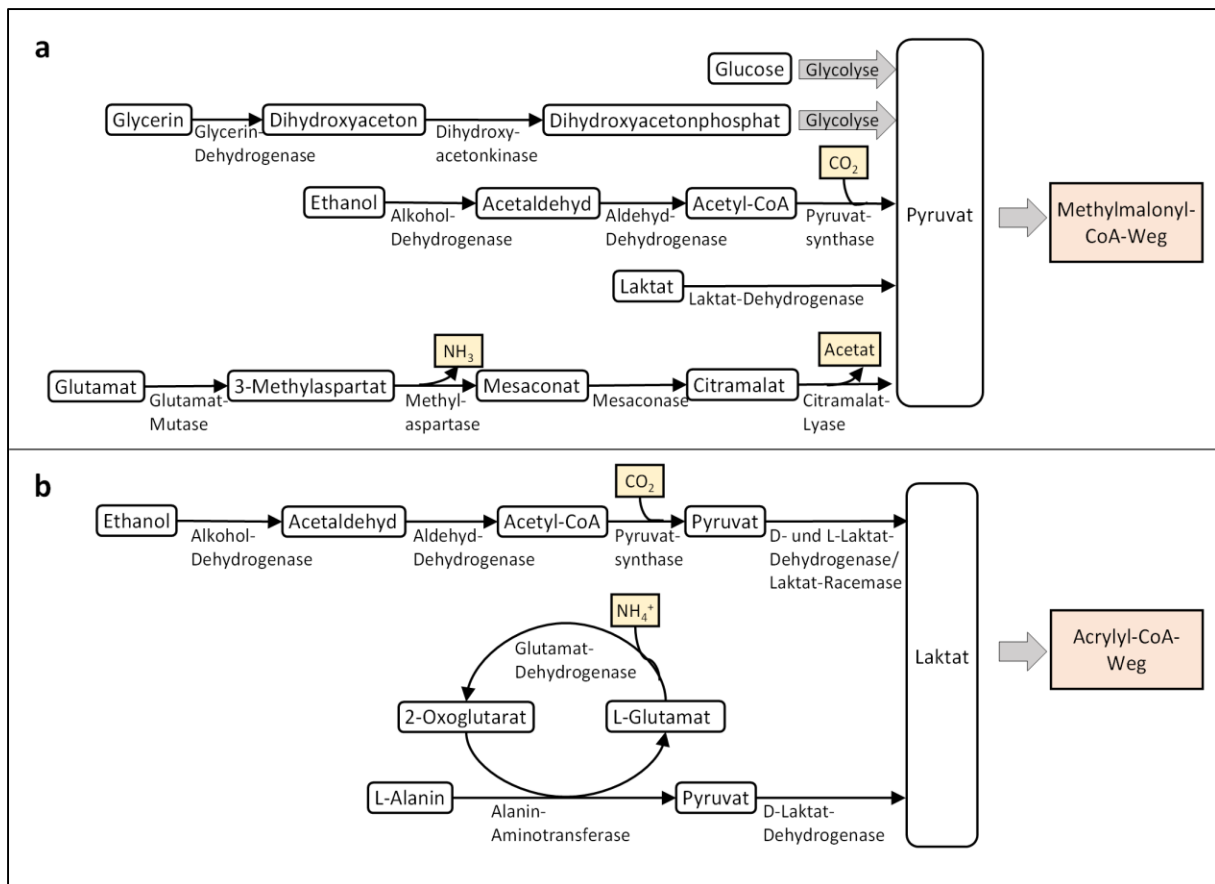 a
Glucose
Glycolyse
Glycerin
Glycerin-
Dehydrogenase
Dihydroxyaceton
Dihydroxy-
acetonkinase
Dihydroxyacetonphosphat
Glycolyse
Ethanol
Alkohol-
Dehydrogenase
Acetaldehyd
Aldehyd-
Dehydrogenase
Acetyl-CoA
CO₂
Pyruvat-
synthase
Laktat
Laktat-Dehydrogenase
Glutamat
Glutamat-
Mutase
3-Methylaspartat
NH₃
Methyl
aspartase
Mesaconat
Mesaconase
Citramalat
Acetat
Citramalat-
Lyase
Pyruvat
Methylmalonyl-
CoA-Weg
b
Ethanol
Alkohol-
Dehydrogenase
Acetaldehyd
Aldehyd-
Dehydrogenase
Acetyl-CoA
CO₂
Pyruvat-
synthase
Pyruvat
D- und L-Laktat-
Dehydrogenase/
Laktat-Racemase
NH₄⁺
Glutamat-
Dehydrogenase
2-Oxoglutarat
L-Glutamat
L-Alanin
Alanin-
Aminotransferase
Pyruvat
D-Laktat-
Dehydrogenase
Laktat
Acrylyl-CoA-
Weg